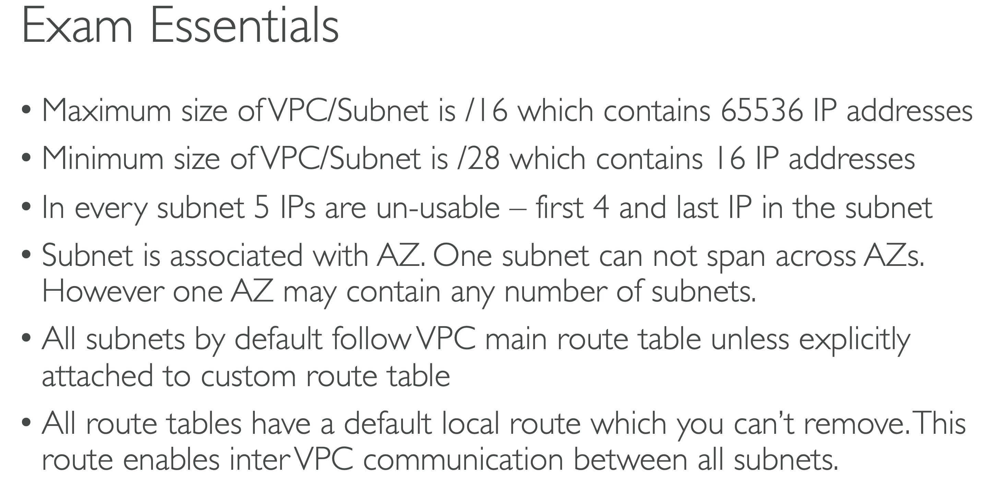 Exam Essentials
• Maximum size of VPC/Subnet is /16 which contains 65536 IP addresses
• Minimum size of VPC/Subnet is /28 which contains 16 IP addresses
• In every subnet 5 IPs are un-usable – first 4 and last IP in the subnet
• Subnet is associated with AZ. One subnet can not span across AZs.
However one AZ may contain any number of subnets.
• All subnets by default follow VPC main route table unless explicitly
attached to custom route table
• All route tables have a default local route which you can’t remove. This
route enables inter VPC communication between all subnets.